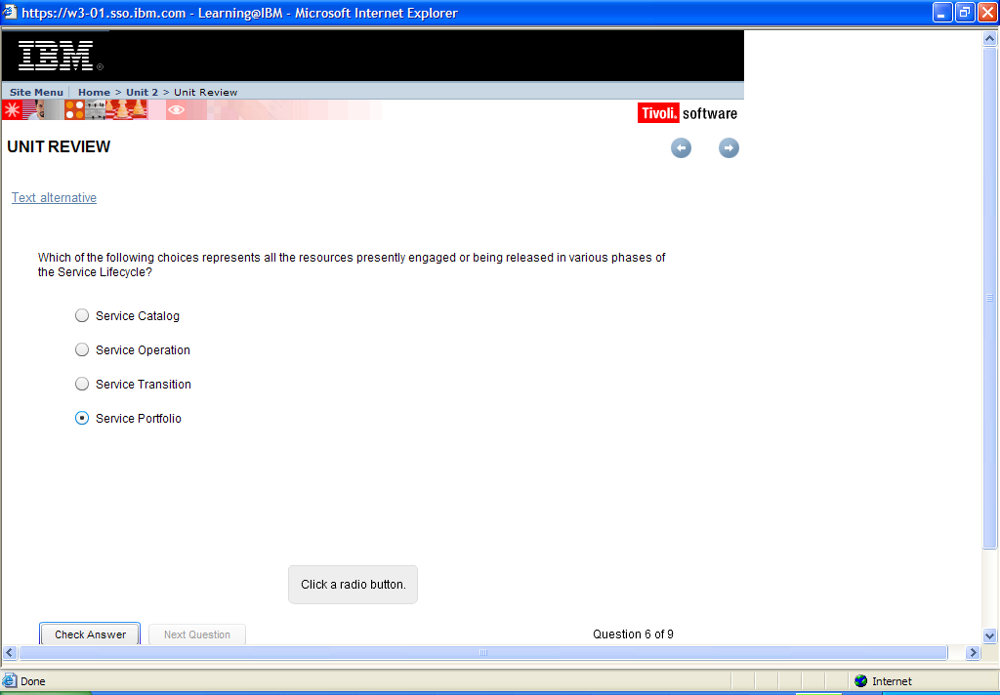 https://w3-01.sso.ibm.com - Learning@IBM - Microsoft Internet Explorer
IBM®
Site Menu Home > Unit 2 > Unit Review
Tivoli. software
UNIT REVIEW
Text alternative
Which of the following choices represents all the resources presently engaged or being released in various phases of
the Service Lifecycle?
Service Catalog
Service Operation
Service Transition
Service Portfolio
Click a radio button.
Check Answer Next Question Question 6 of 9
Done Internet